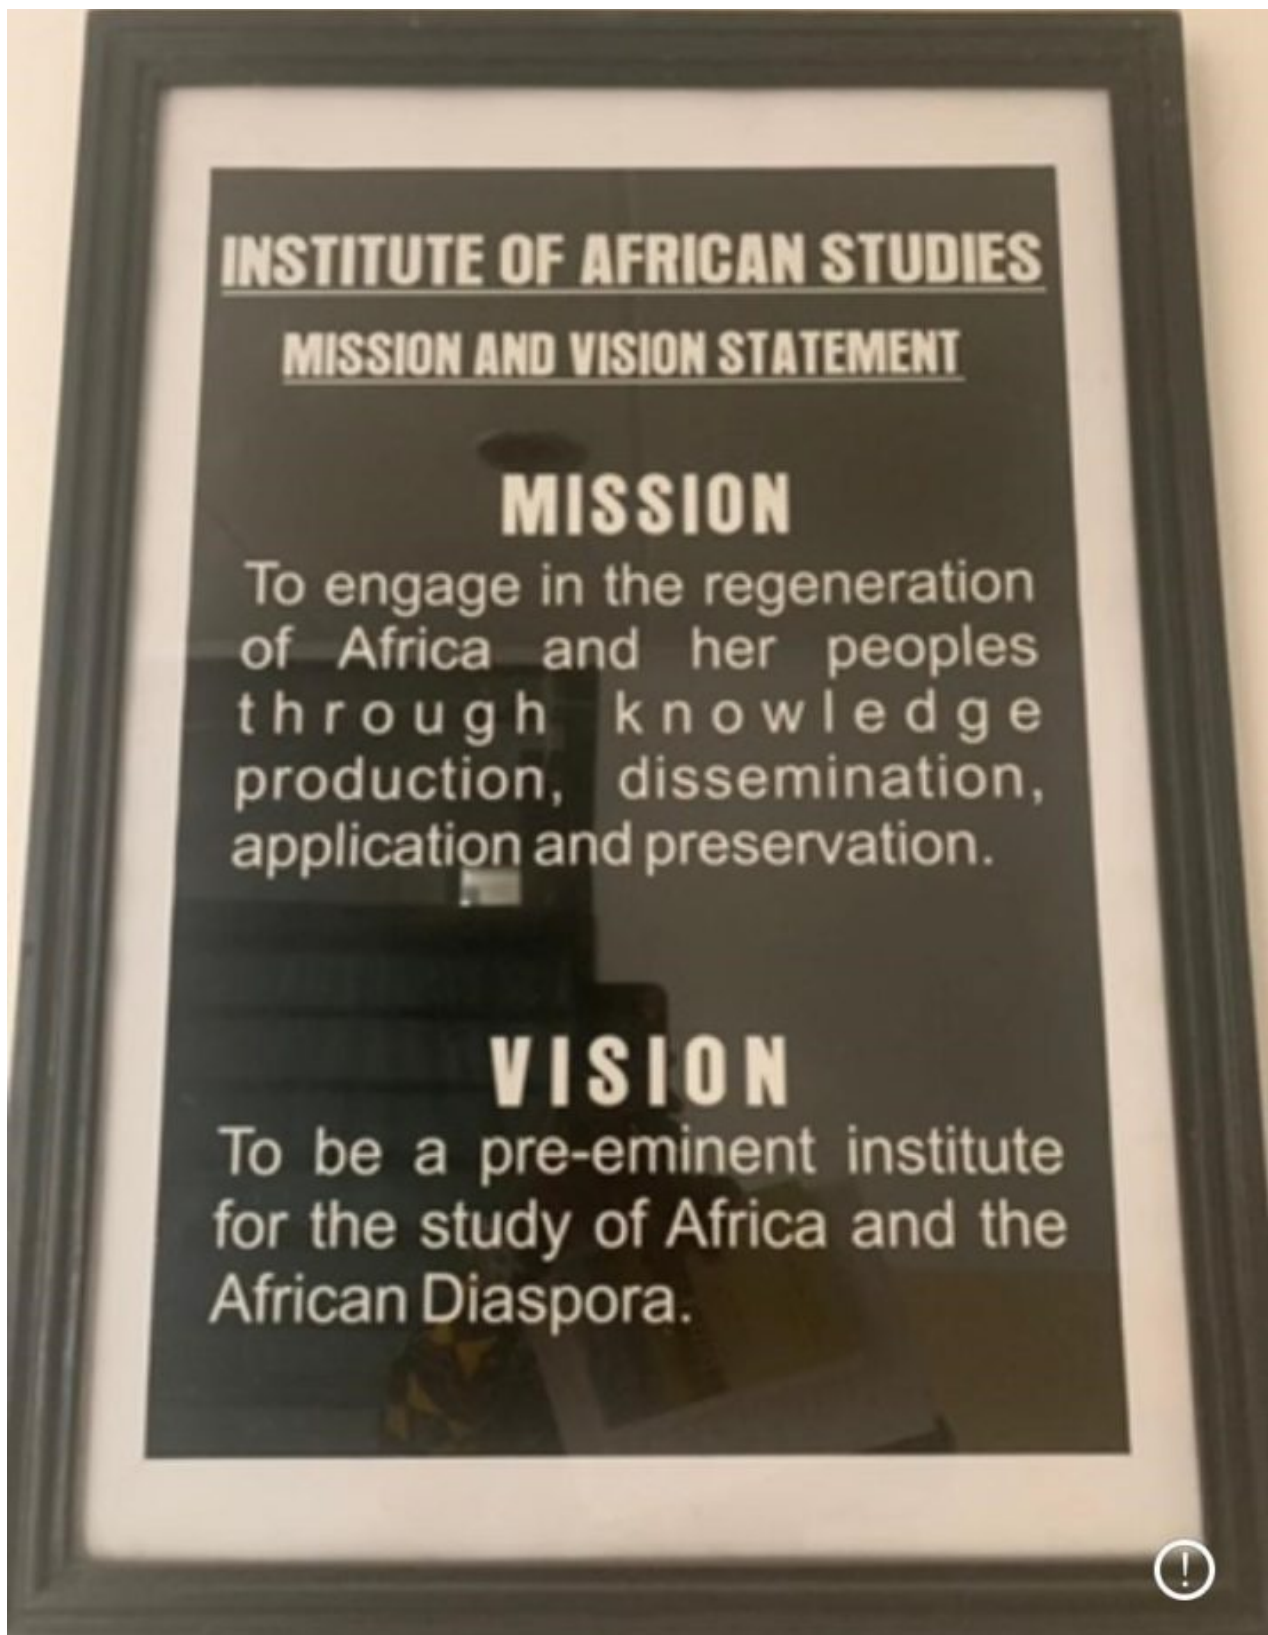 INSTITUTE OF AFRICAN STUDIES
MISSION AND VISION STATEMENT
MISSION
To engage in the regeneration
of Africa and her peoples
through knowledge
production, dissemination,
application and preservation.
VISION
To be a pre-eminent institute
for the study of Africa and the
African Diaspora.